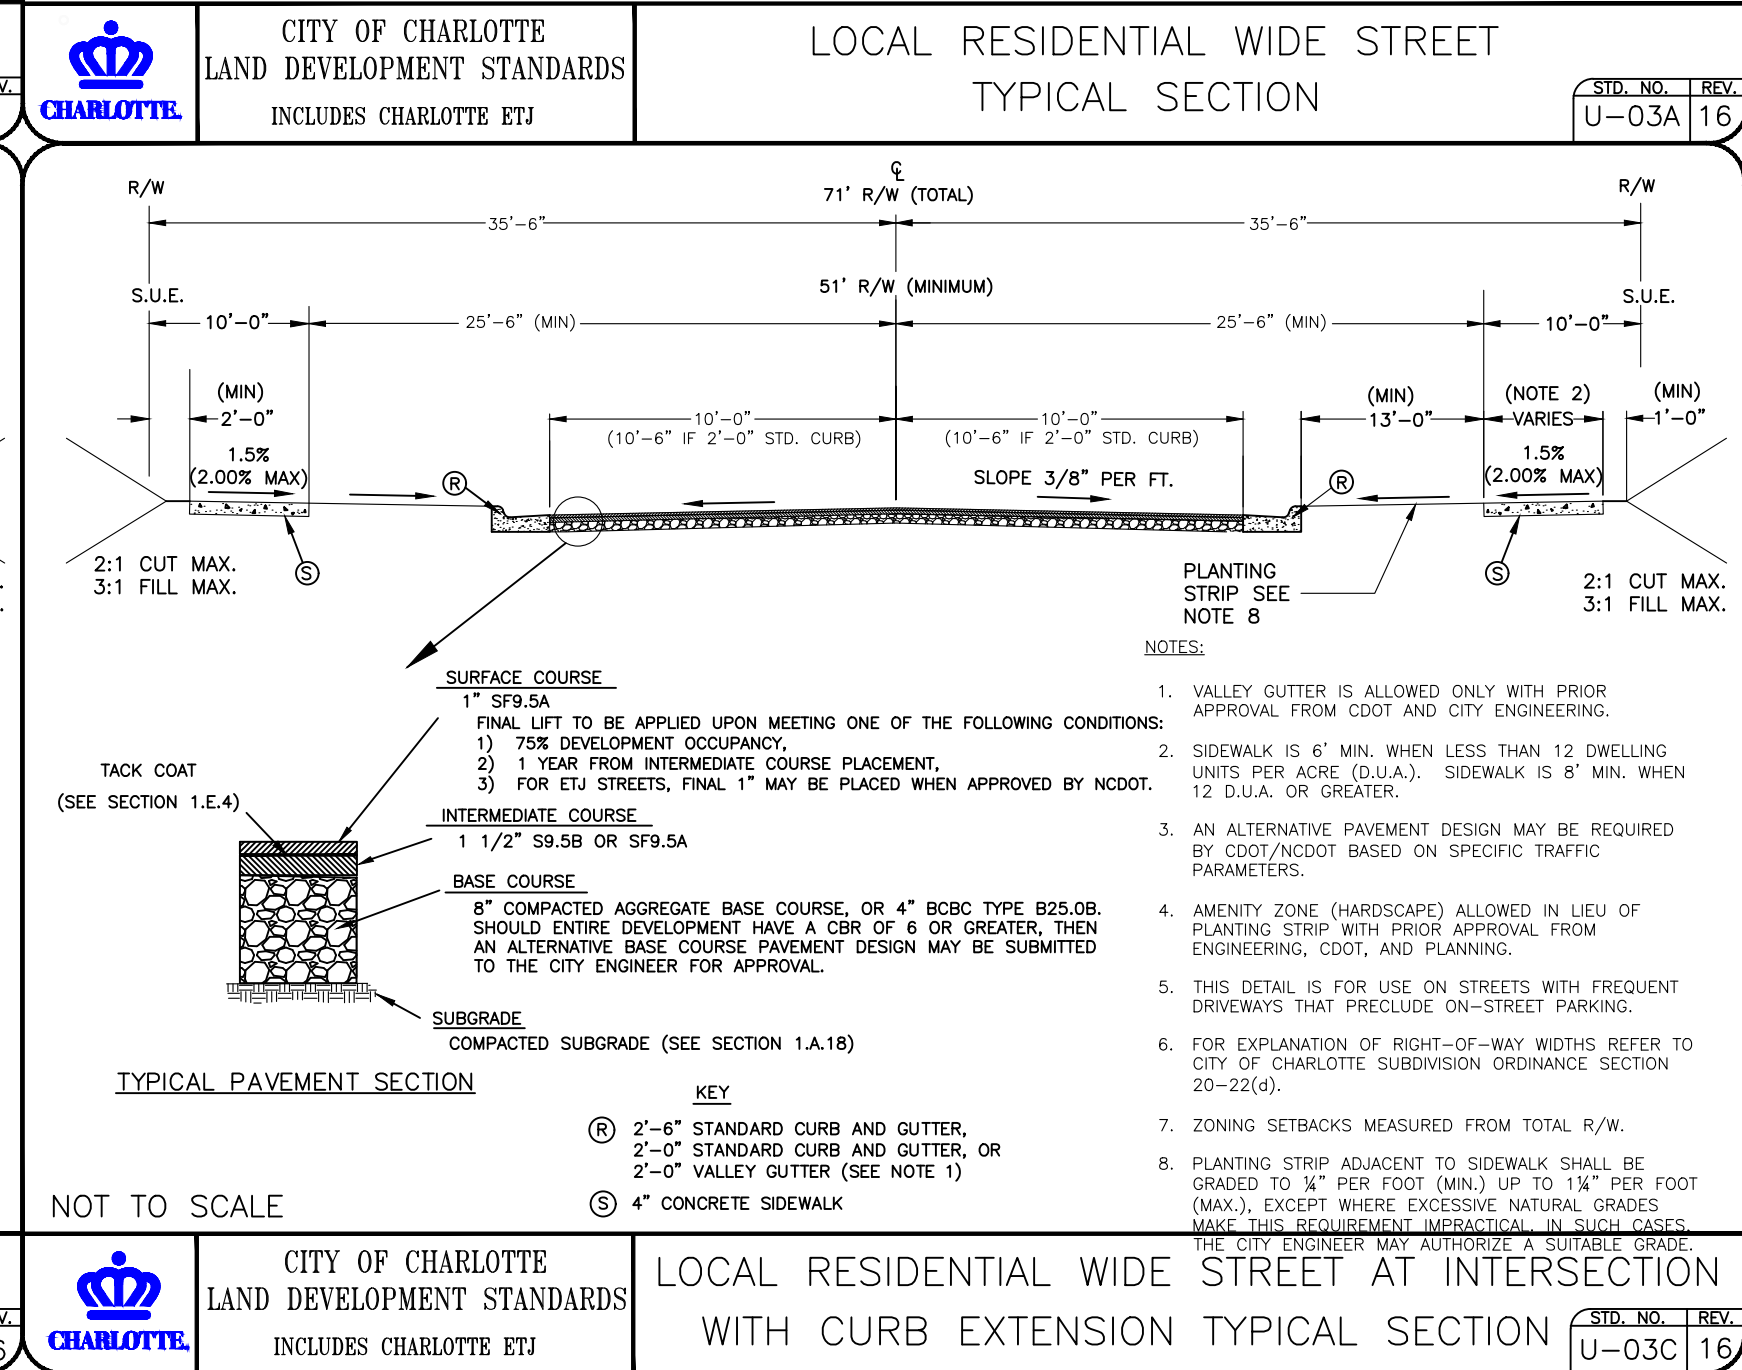 CITY OF CHARLOTTE
LAND DEVELOPMENT STANDARDS
INCLUDES CHARLOTTE ETJ
CHARLOTTE.
LOCAL RESIDENTIAL WIDE STREET
TYPICAL SECTION
STD. NO. REV.
U-03A 16
V.
℄
R/W 71' R/W (TOTAL) R/W
35'-6" 35'-6"
51' R/W (MINIMUM)
S.U.E. S.U.E.
10'-0" 25'-6" (MIN) 25'-6" (MIN) 10'-0"
(MIN) (MIN) (NOTE 2) (MIN)
2'-0" 10'-0" 10'-0" 13'-0" VARIES 1'-0"
(10'-6" IF 2'-0" STD. CURB) (10'-6" IF 2'-0" STD. CURB)
1.5% 1.5%
(2.00% MAX) R SLOPE 3/8" PER FT. R (2.00% MAX)
S S
2:1 CUT MAX.
3:1 FILL MAX.
PLANTING
STRIP SEE
NOTE 8
2:1 CUT MAX.
3:1 FILL MAX.
SURFACE COURSE
1" SF9.5A
FINAL LIFT TO BE APPLIED UPON MEETING ONE OF THE FOLLOWING CONDITIONS:
1) 75% DEVELOPMENT OCCUPANCY,
2) 1 YEAR FROM INTERMEDIATE COURSE PLACEMENT,
3) FOR ETJ STREETS, FINAL 1" MAY BE PLACED WHEN APPROVED BY NCDOT.
TACK COAT
(SEE SECTION 1.E.4)
INTERMEDIATE COURSE
1 1/2" S9.5B OR SF9.5A
BASE COURSE
8" COMPACTED AGGREGATE BASE COURSE, OR 4" BCBC TYPE B25.0B.
SHOULD ENTIRE DEVELOPMENT HAVE A CBR OF 6 OR GREATER, THEN
AN ALTERNATIVE BASE COURSE PAVEMENT DESIGN MAY BE SUBMITTED
TO THE CITY ENGINEER FOR APPROVAL.
SUBGRADE
COMPACTED SUBGRADE (SEE SECTION 1.A.18)
TYPICAL PAVEMENT SECTION
KEY
R 2'-6" STANDARD CURB AND GUTTER,
2'-0" STANDARD CURB AND GUTTER, OR
2'-0" VALLEY GUTTER (SEE NOTE 1)
S 4" CONCRETE SIDEWALK
NOT TO SCALE
NOTES:
1. VALLEY GUTTER IS ALLOWED ONLY WITH PRIOR
APPROVAL FROM CDOT AND CITY ENGINEERING.
2. SIDEWALK IS 6' MIN. WHEN LESS THAN 12 DWELLING
UNITS PER ACRE (D.U.A.). SIDEWALK IS 8' MIN. WHEN
12 D.U.A. OR GREATER.
3. AN ALTERNATIVE PAVEMENT DESIGN MAY BE REQUIRED
BY CDOT/NCDOT BASED ON SPECIFIC TRAFFIC
PARAMETERS.
4. AMENITY ZONE (HARDSCAPE) ALLOWED IN LIEU OF
PLANTING STRIP WITH PRIOR APPROVAL FROM
ENGINEERING, CDOT, AND PLANNING.
5. THIS DETAIL IS FOR USE ON STREETS WITH FREQUENT
DRIVEWAYS THAT PRECLUDE ON-STREET PARKING.
6. FOR EXPLANATION OF RIGHT-OF-WAY WIDTHS REFER TO
CITY OF CHARLOTTE SUBDIVISION ORDINANCE SECTION
20-22(d).
7. ZONING SETBACKS MEASURED FROM TOTAL R/W.
8. PLANTING STRIP ADJACENT TO SIDEWALK SHALL BE
GRADED TO ¼" PER FOOT (MIN.) UP TO 1¼" PER FOOT
(MAX.), EXCEPT WHERE EXCESSIVE NATURAL GRADES
MAKE THIS REQUIREMENT IMPRACTICAL. IN SUCH CASES,
THE CITY ENGINEER MAY AUTHORIZE A SUITABLE GRADE.
CITY OF CHARLOTTE
LAND DEVELOPMENT STANDARDS
INCLUDES CHARLOTTE ETJ
CHARLOTTE.
LOCAL RESIDENTIAL WIDE STREET AT INTERSECTION
WITH CURB EXTENSION TYPICAL SECTION
STD. NO. REV.
U-03C 16
V.